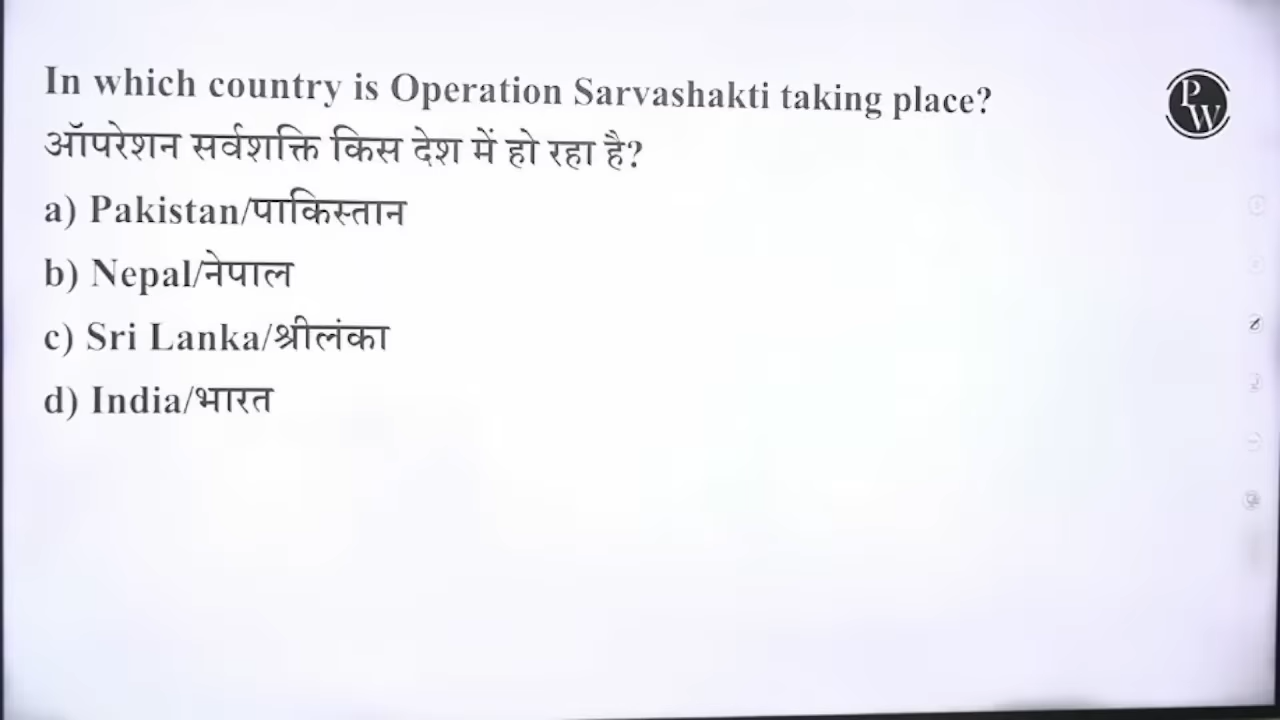 In which country is Operation Sarvashakti taking place?
PW
ऑपरेशन सर्वशक्ति किस देश में हो रहा है?
a) Pakistan/पाकिस्तान
b) Nepal/नेपाल
c) Sri Lanka/श्रीलंका
d) India/भारत